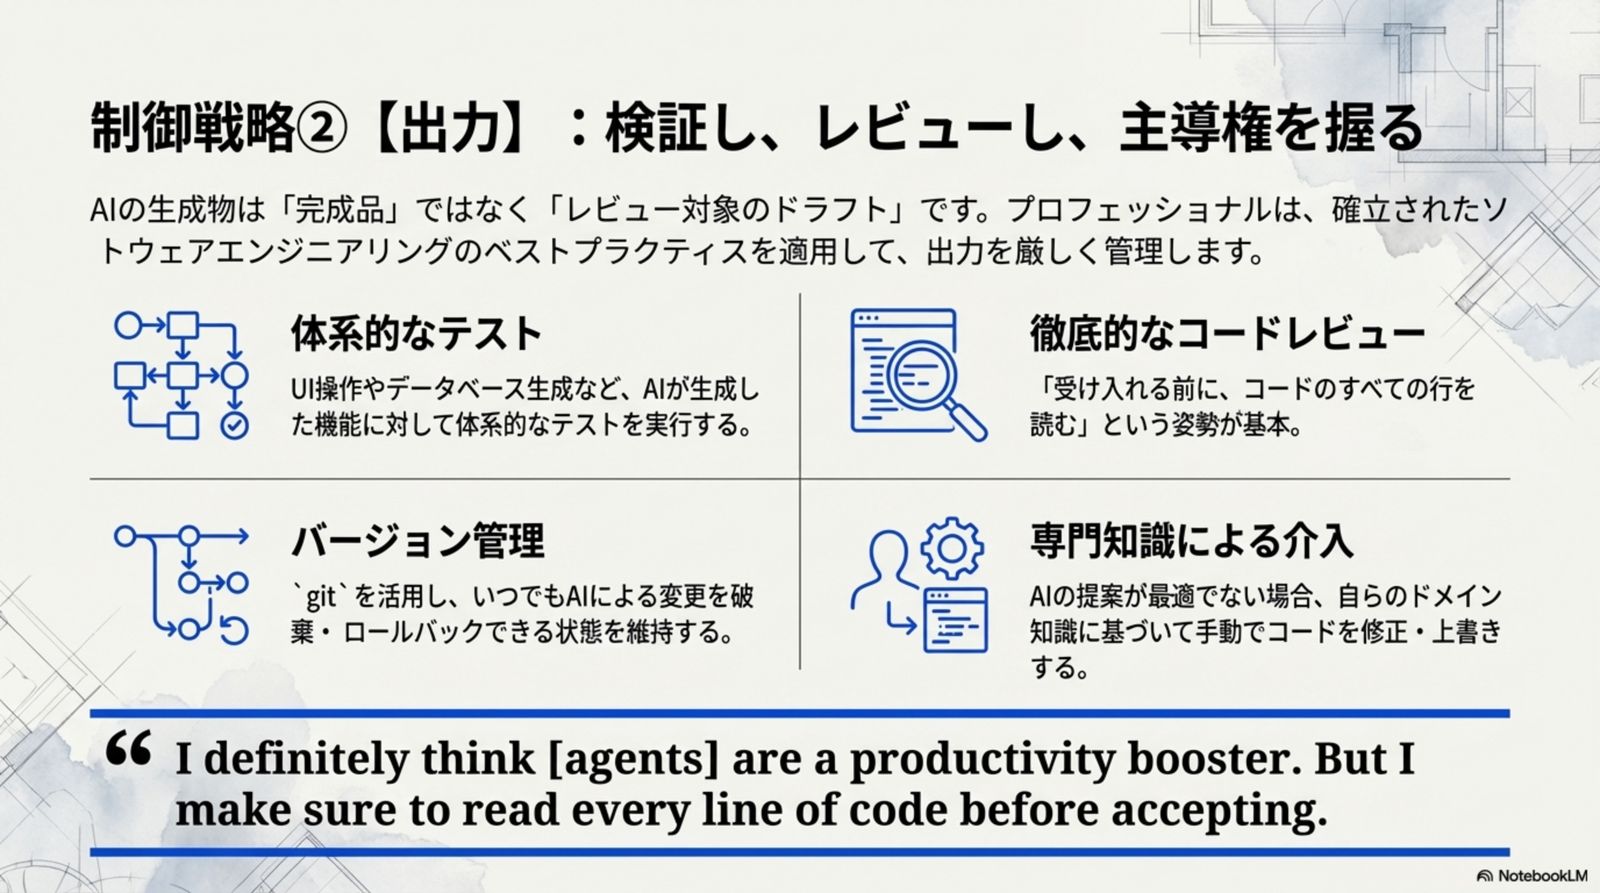 制御戦略②【出力】：検証し、レビューし、主導権を握る
AIの生成物は「完成品」ではなく「レビュー対象のドラフト」です。プロフェッショナルは、確立されたソ
トウェアエンジニアリングのベストプラクティスを適用して、出力を厳しく管理します。
体系的なテスト
UI操作やデータベース生成など、AIが生成し
た機能に対して体系的なテストを実行する。
徹底的なコードレビュー
「受け入れる前に、コードのすべての行を
読む」という姿勢が基本。
バージョン管理
`git`を活用し、いつでもAIによる変更を破
棄・ ロールバックできる状態を維持する。
専門知識による介入
AIの提案が最適でない場合、自らのドメイン
知識に基づいて手動でコードを修正・上書き
する。
“ I definitely think [agents] are a productivity booster. But I
make sure to read every line of code before accepting.
NotebookLM